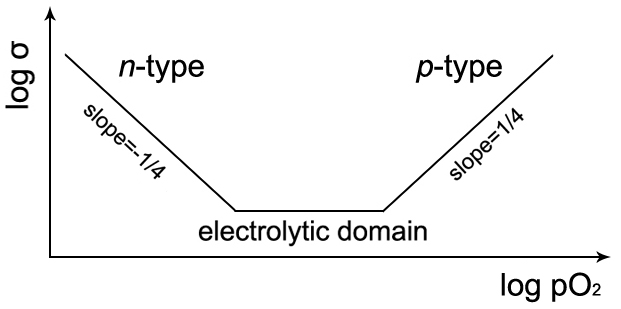 log σ
n-type
p-type
slope=-1/4
slope=1/4
electrolytic domain
log pO₂